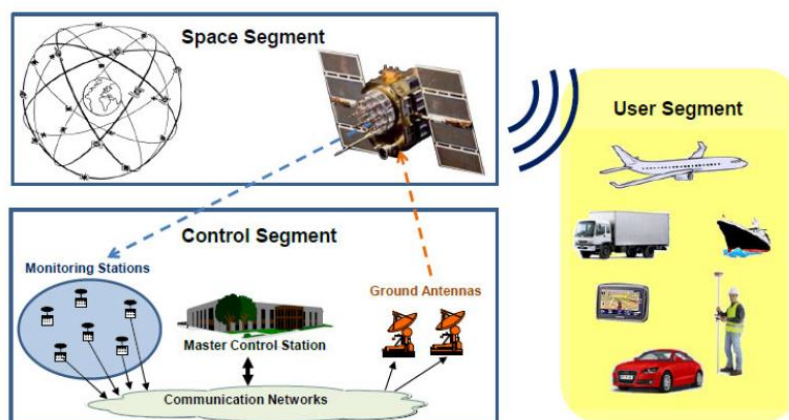 Space Segment
User Segment
Control Segment
Monitoring Stations
Ground Antennas
Master Control Station
Communication Networks